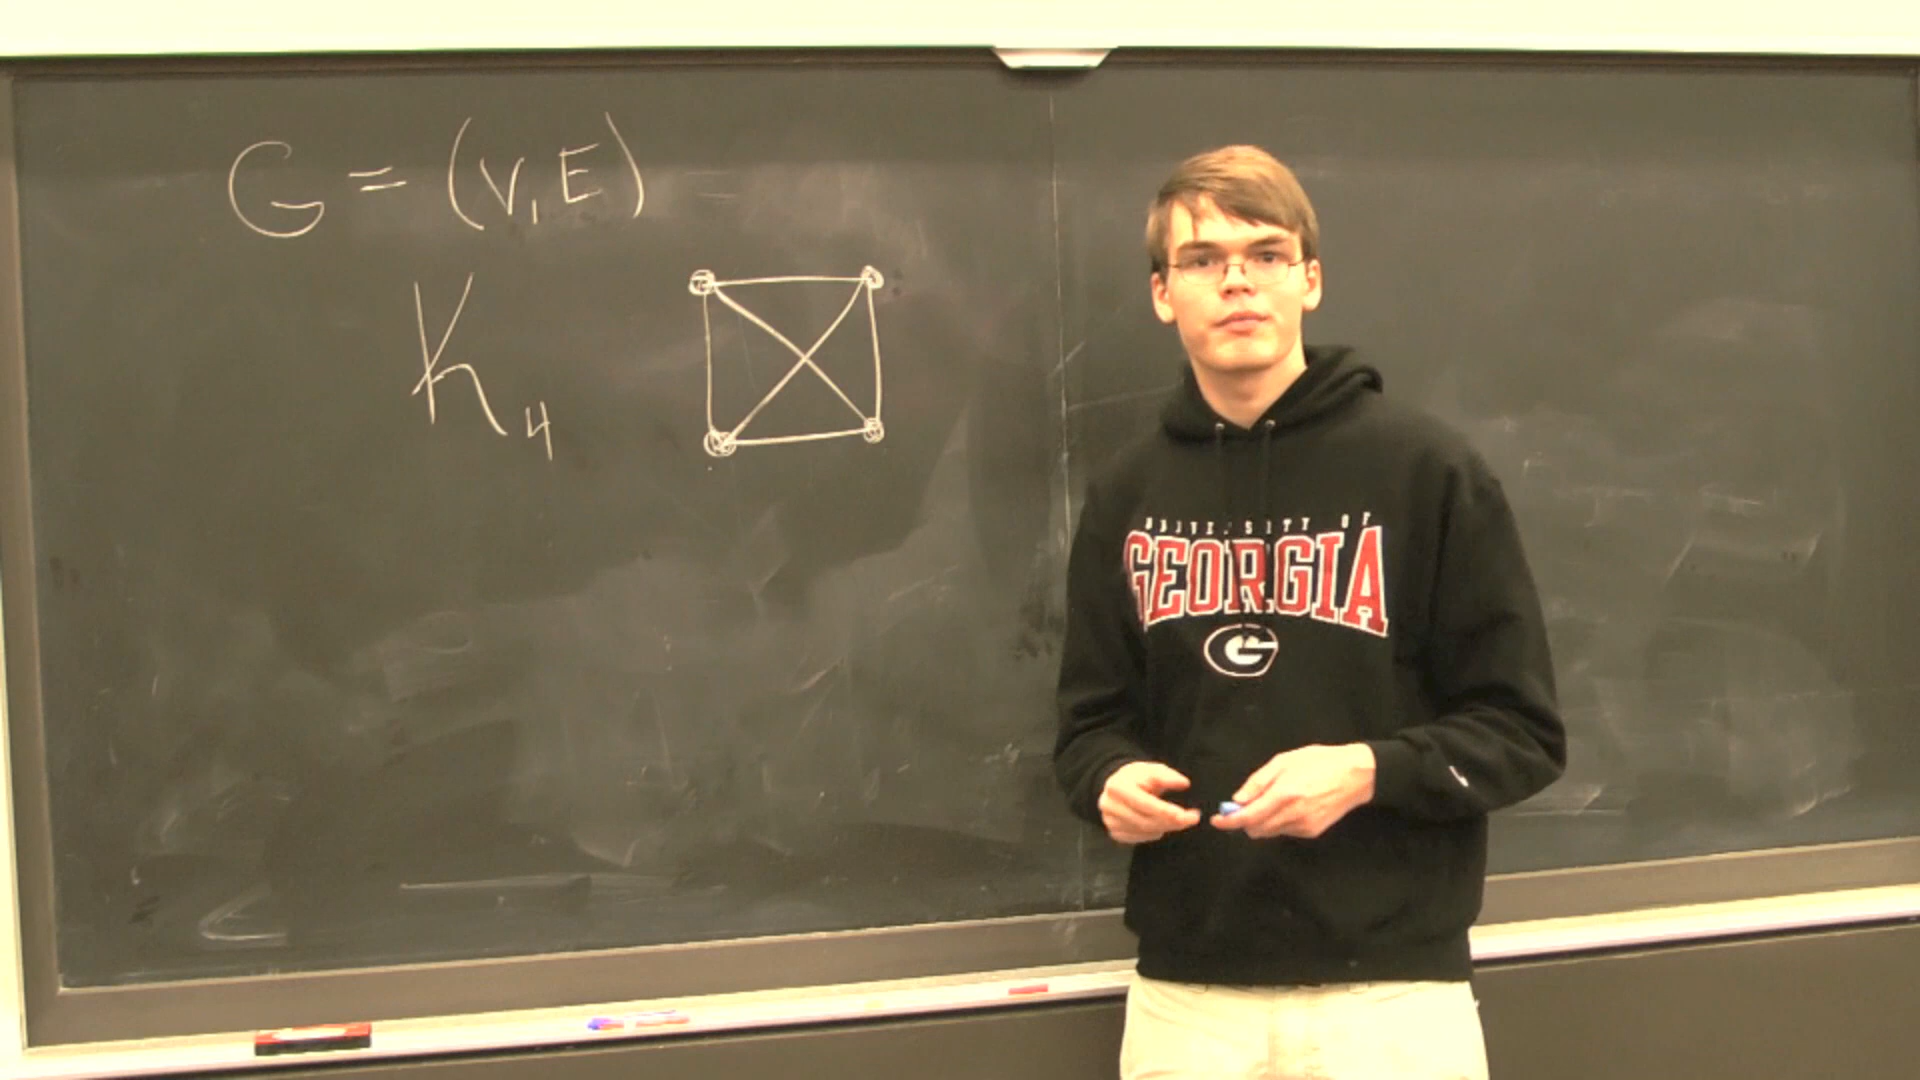 G = (V, E)
K₄
UNIVERSITY OF
GEORGIA
G